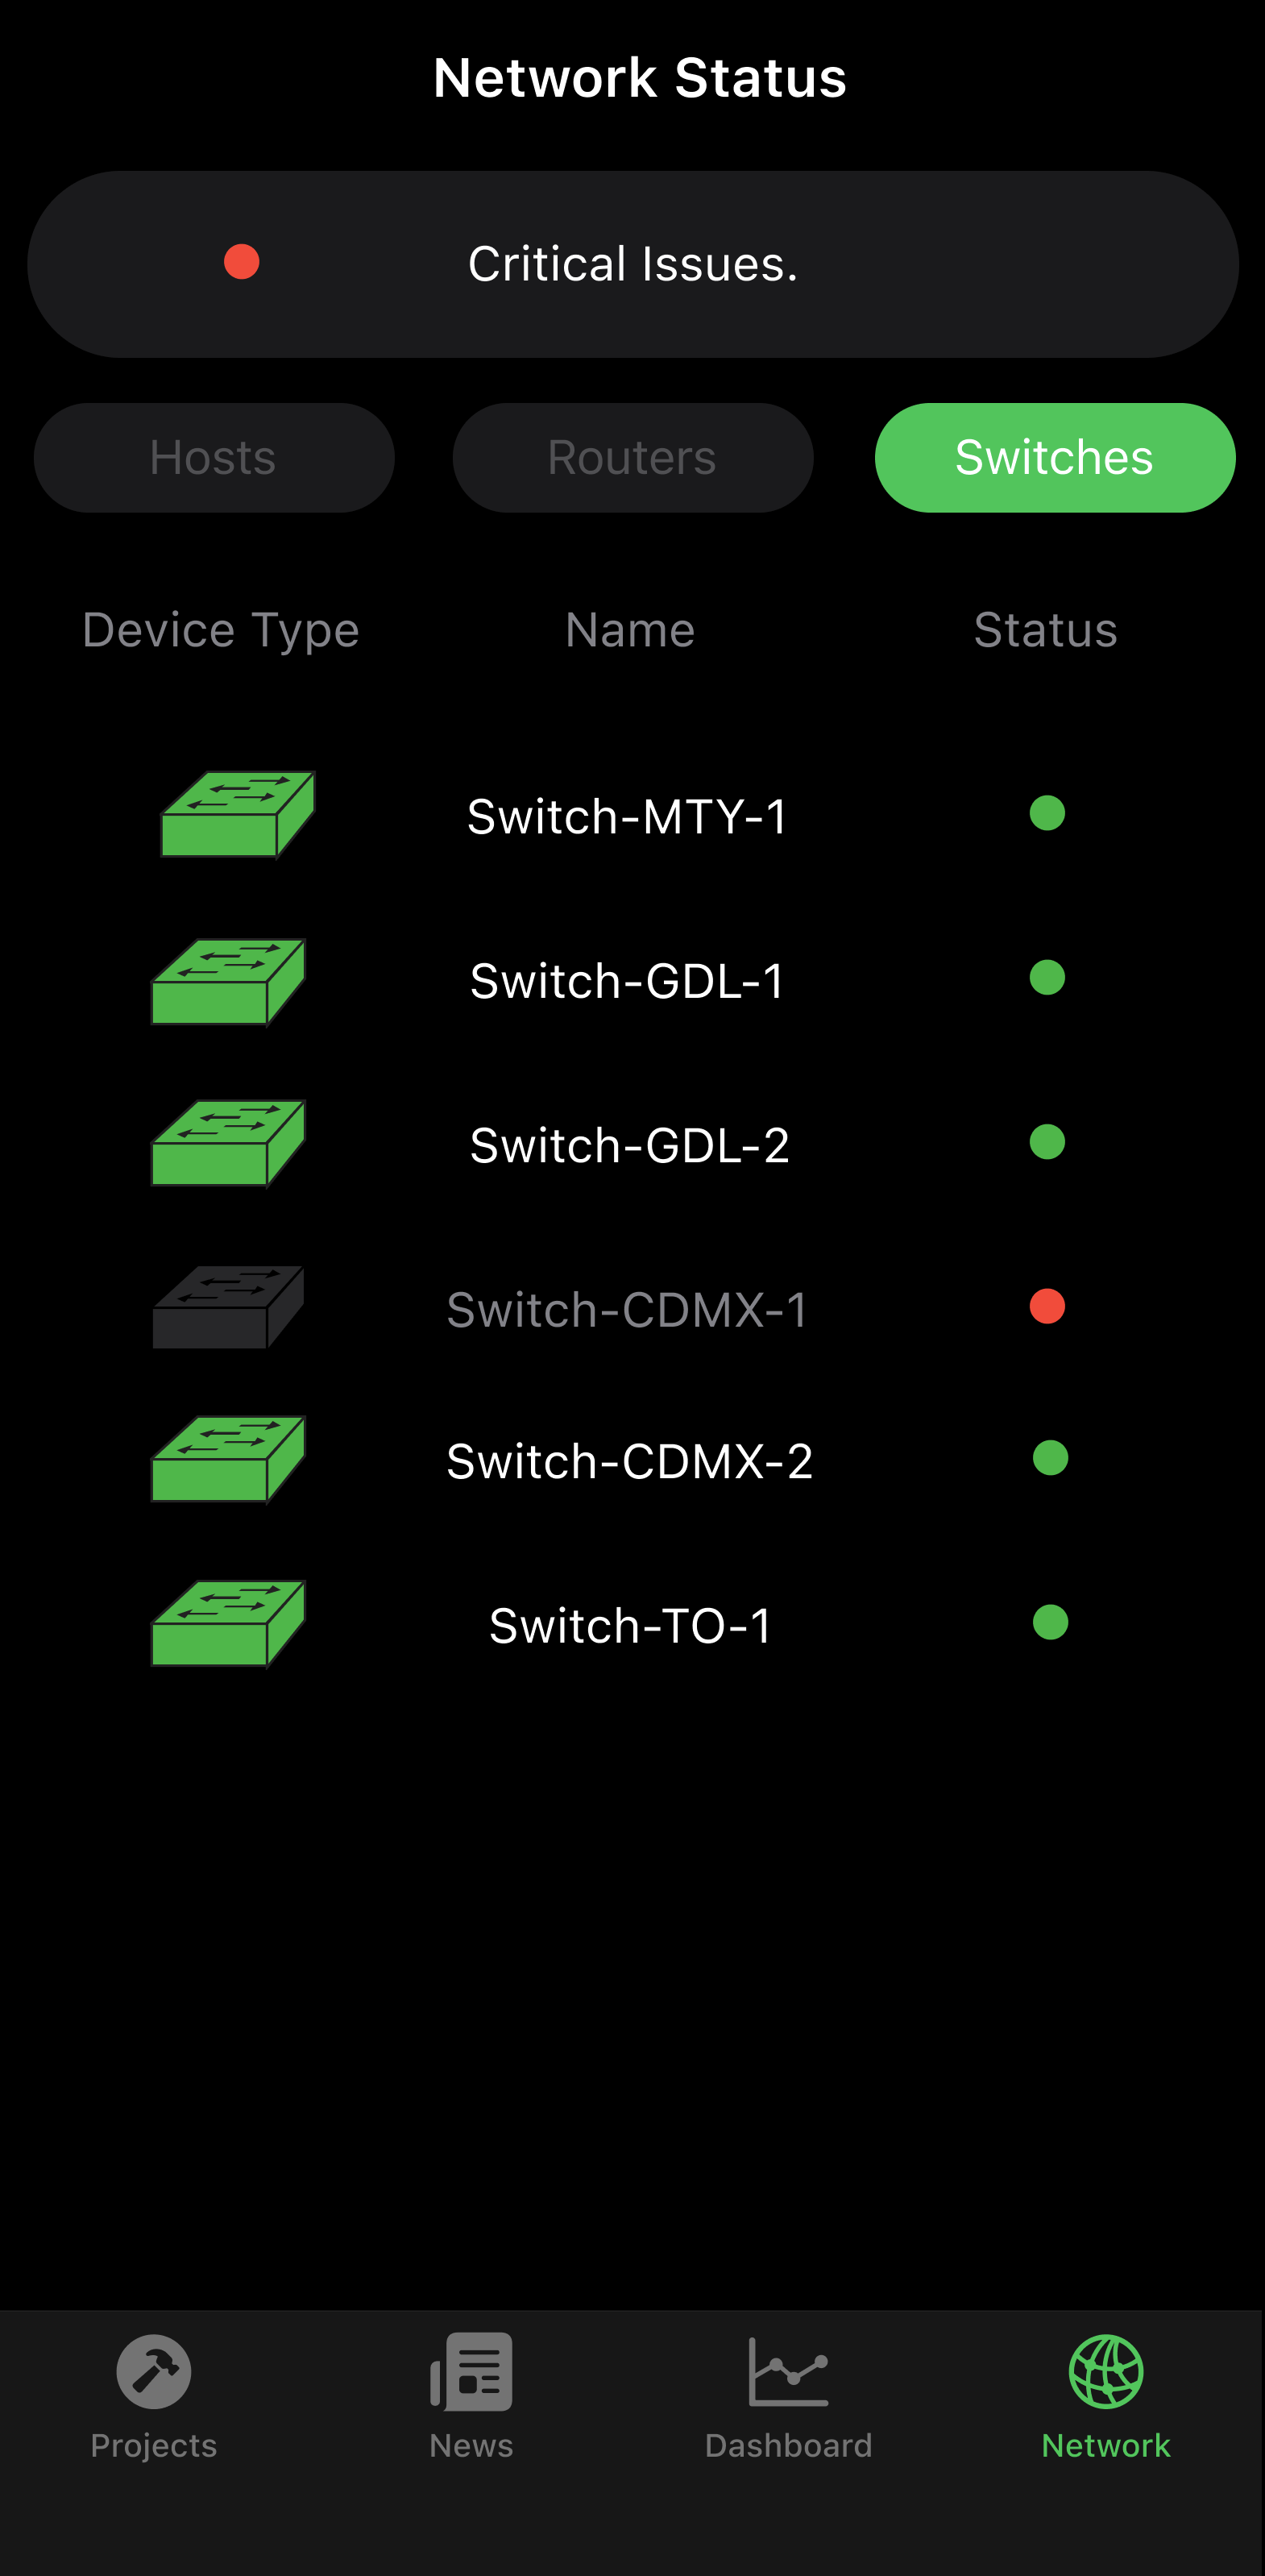 Network Status
Critical Issues.
Hosts Routers Switches
Device Type Name Status
Switch-MTY-1
Switch-GDL-1
Switch-GDL-2
Switch-CDMX-1
Switch-CDMX-2
Switch-TO-1
Projects News Dashboard Network